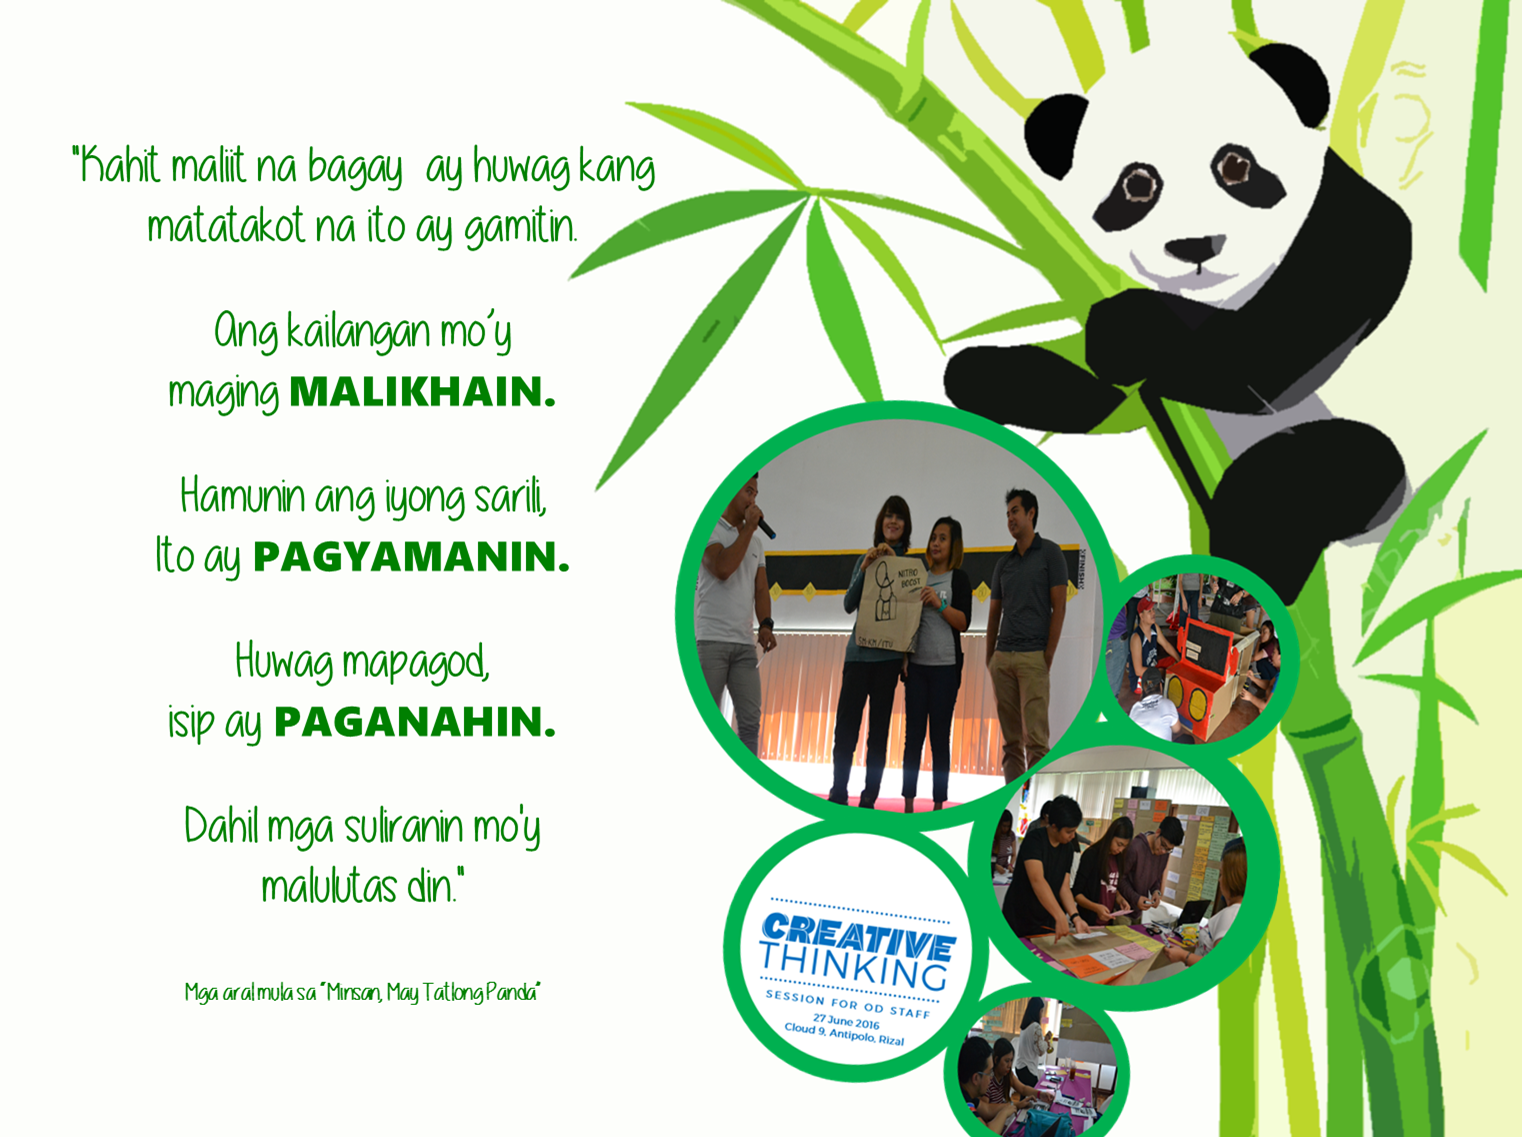 "Kahit maliit na bagay ay huwag kang
matatakot na ito ay gamitin.
Ang kailangan mo'y
maging MALIKHAIN.
Hamunin ang iyong sarili,
Ito ay PAGYAMANIN.
Huwag mapagod,
isip ay PAGANAHIN.
Dahil mga suliranin mo'y
malulutas din."
Mga aral mula sa "Minsan, May Tatlong Panda"
NITRO
BOOST
FINISH
CREATIVE
THINKING
SESSION FOR OD STAFF
27 June 2016
Cloud 9, Antipolo, Rizal